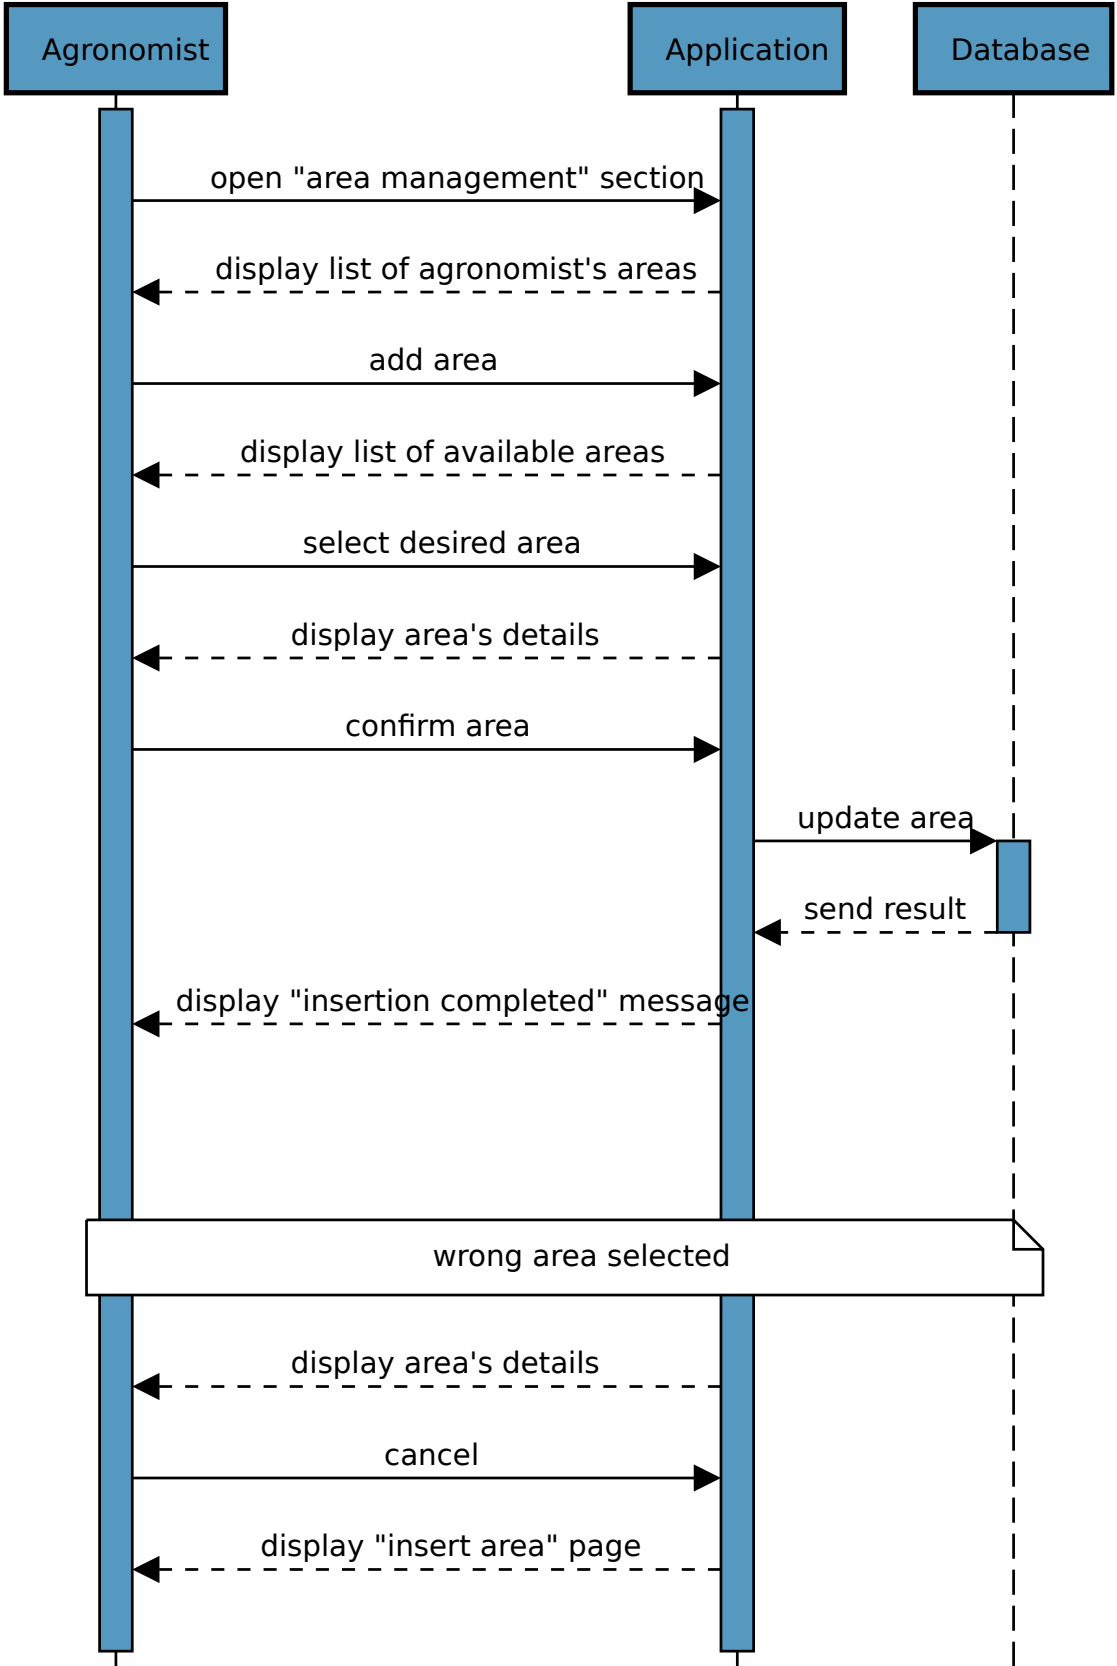 Agronomist
Application
Database
open "area management" section
display list of agronomist's areas
add area
display list of available areas
select desired area
display area's details
confirm area
update area
send result
display "insertion completed" message
wrong area selected
display area's details
cancel
display "insert area" page